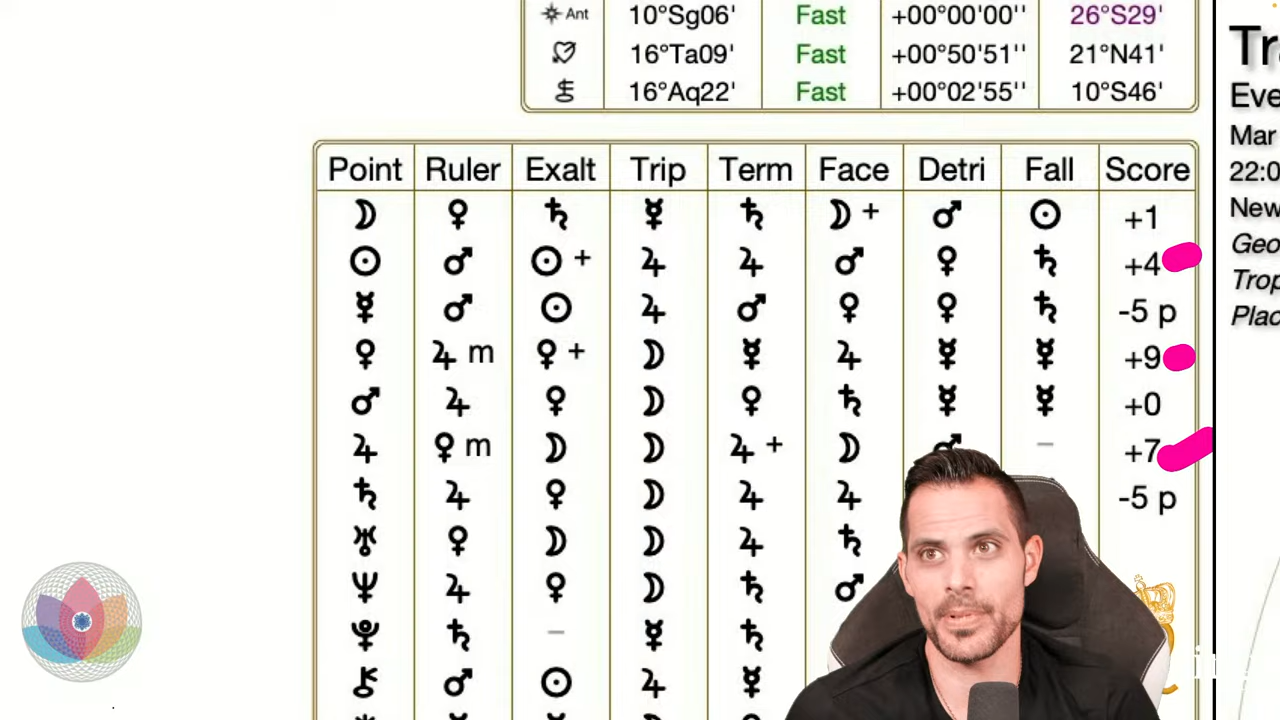 Ant 10°Sg06' Fast +00°00'00'' 26°S29'
16°Ta09' Fast +00°50'51'' 21°N41'
16°Aq22' Fast +00°02'55'' 10°S46'
Point Ruler Exalt Trip Term Face Detri Fall Score
☽ ♀ ♄ ☿ ♄ ☽ + ♂ ☉ +1
☉ ♂ ☉ + ♃ ♃ ♂ ♀ ♄ +4
☿ ♂ ☉ ♃ ♂ ♀ ♀ ♄ -5 p
♀ ♃ m ♀ + ☽ ☿ ♃ ☿ ☿ +9
♂ ♃ ♀ ☽ ♀ ♄ ☿ ☿ +0
♃ ♀ m ☽ ☽ ♃ + ☽ ♂ – +7
♄ ♃ ♀ ☽ ♃ ♃ -5 p
♅ ♀ ☽ ☽ ♃ ♄
♆ ♃ ♀ ☽ ♄ ♂
♇ ♄ – ☿ ♄
⚷ ♂ ☉ ♃ ☿
Tra
Eve
Mar
22:0
New
Geo
Trop
Plac